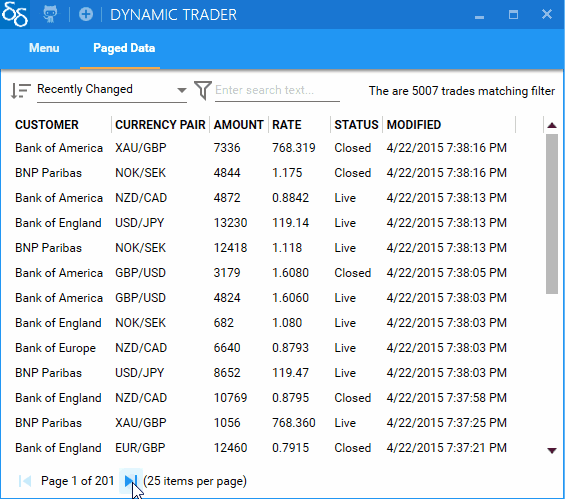 DYNAMIC TRADER
Menu Paged Data
Recently Changed Enter search text... The are 5007 trades matching filter
CUSTOMER CURRENCY PAIR AMOUNT RATE STATUS MODIFIED
Bank of America XAU/GBP 7336 768.319 Closed 4/22/2015 7:38:16 PM
BNP Paribas NOK/SEK 4844 1.175 Closed 4/22/2015 7:38:16 PM
Bank of America NZD/CAD 4872 0.8842 Live 4/22/2015 7:38:13 PM
Bank of England USD/JPY 13230 119.14 Live 4/22/2015 7:38:13 PM
BNP Paribas NOK/SEK 12418 1.118 Live 4/22/2015 7:38:13 PM
Bank of America GBP/USD 3179 1.6080 Closed 4/22/2015 7:38:05 PM
Bank of America GBP/USD 4824 1.6060 Live 4/22/2015 7:38:03 PM
Bank of England NOK/SEK 682 1.080 Live 4/22/2015 7:38:03 PM
Bank of Europe NZD/CAD 6640 0.8793 Live 4/22/2015 7:38:03 PM
BNP Paribas USD/JPY 8652 119.47 Live 4/22/2015 7:38:03 PM
Bank of England NZD/CAD 10769 0.8795 Closed 4/22/2015 7:37:58 PM
BNP Paribas XAU/GBP 1056 768.360 Closed 4/22/2015 7:37:25 PM
Bank of England EUR/GBP 12460 0.7915 Closed 4/22/2015 7:37:21 PM
Page 1 of 201 (25 items per page)